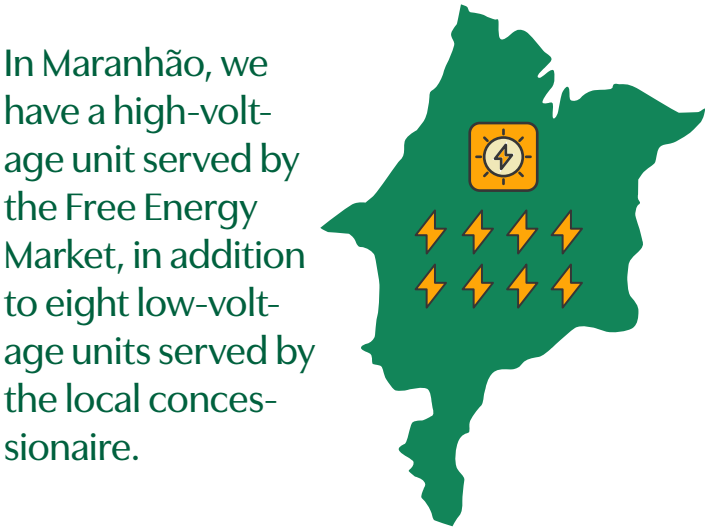 In Maranhão, we
have a high-volt-
age unit served by
the Free Energy
Market, in addition
to eight low-volt-
age units served by
the local conces-
sionaire.